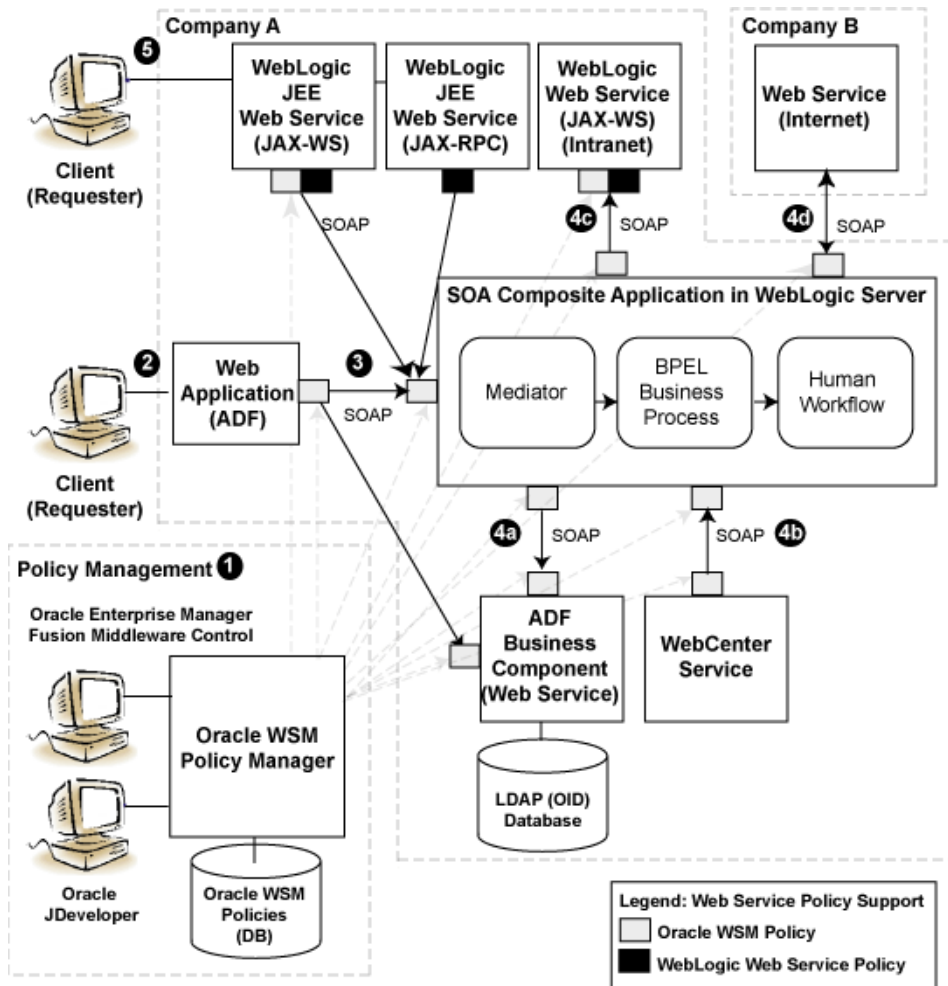 Company A
Company B
5
WebLogic
JEE
Web Service
(JAX-WS)
WebLogic
JEE
Web Service
(JAX-RPC)
WebLogic
Web Service
(JAX-WS)
(Intranet)
Web Service
(Internet)
Client
(Requester)
SOAP
4c
SOAP
4d
SOAP
SOA Composite Application in WebLogic Server
Mediator
BPEL
Business
Process
Human
Workflow
2
Web
Application
(ADF)
3
SOAP
Client
(Requester)
4a
SOAP
SOAP
4b
Policy Management 1
Oracle Enterprise Manager
Fusion Middleware Control
Oracle WSM
Policy Manager
ADF
Business
Component
(Web Service)
WebCenter
Service
LDAP (OID)
Database
Oracle
JDeveloper
Oracle WSM
Policies
(DB)
Legend: Web Service Policy Support
Oracle WSM Policy
WebLogic Web Service Policy